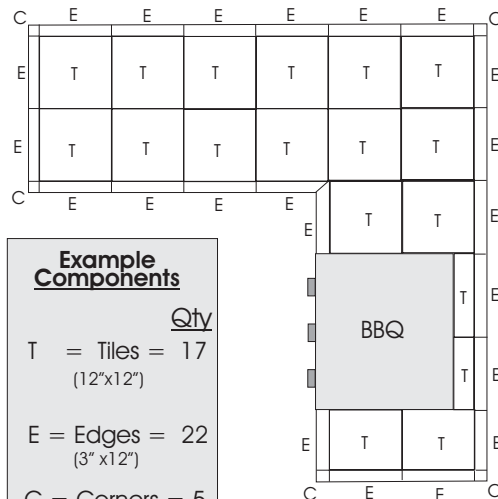 C E E E E E E C
E T T T T T T E
E T T T T T T E
C E E E E
E T T E
T E
BBQ
T E
E T T E
C E E C
Example
Components
Qty
T = Tiles = 17
(12"x12")
E = Edges = 22
(3" x12")
C = Corners = 5